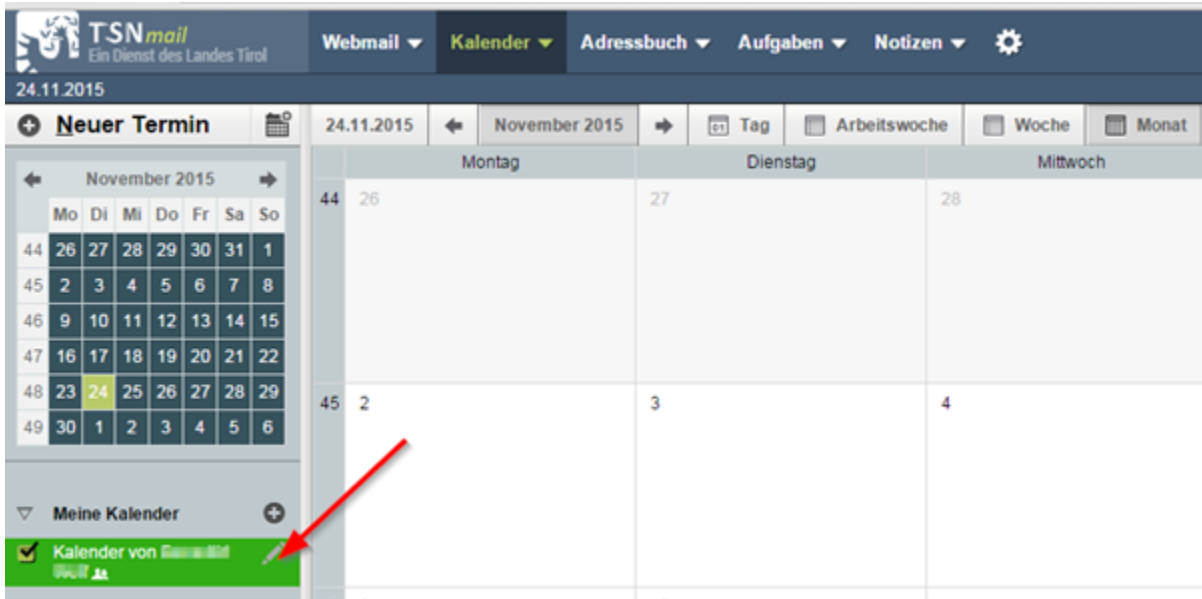 TSNmail
Ein Dienst des Landes Tirol
Webmail Kalender Adressbuch Aufgaben Notizen
24.11.2015
Neuer Termin
24.11.2015 November 2015 01 Tag Arbeitswoche Woche Monat
November 2015
Mo Di Mi Do Fr Sa So
44 26 27 28 29 30 31 1
45 2 3 4 5 6 7 8
46 9 10 11 12 13 14 15
47 16 17 18 19 20 21 22
48 23 24 25 26 27 28 29
49 30 1 2 3 4 5 6
Meine Kalender
Kalender von
Montag Dienstag Mittwoch
44 26 27 28
45 2 3 4